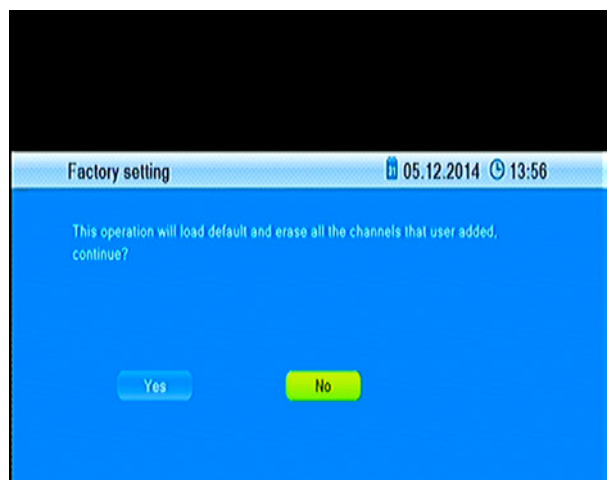 Factory setting
05.12.2014 13:56
This operation will load default and erase all the channels that user added,
continue?
Yes
No